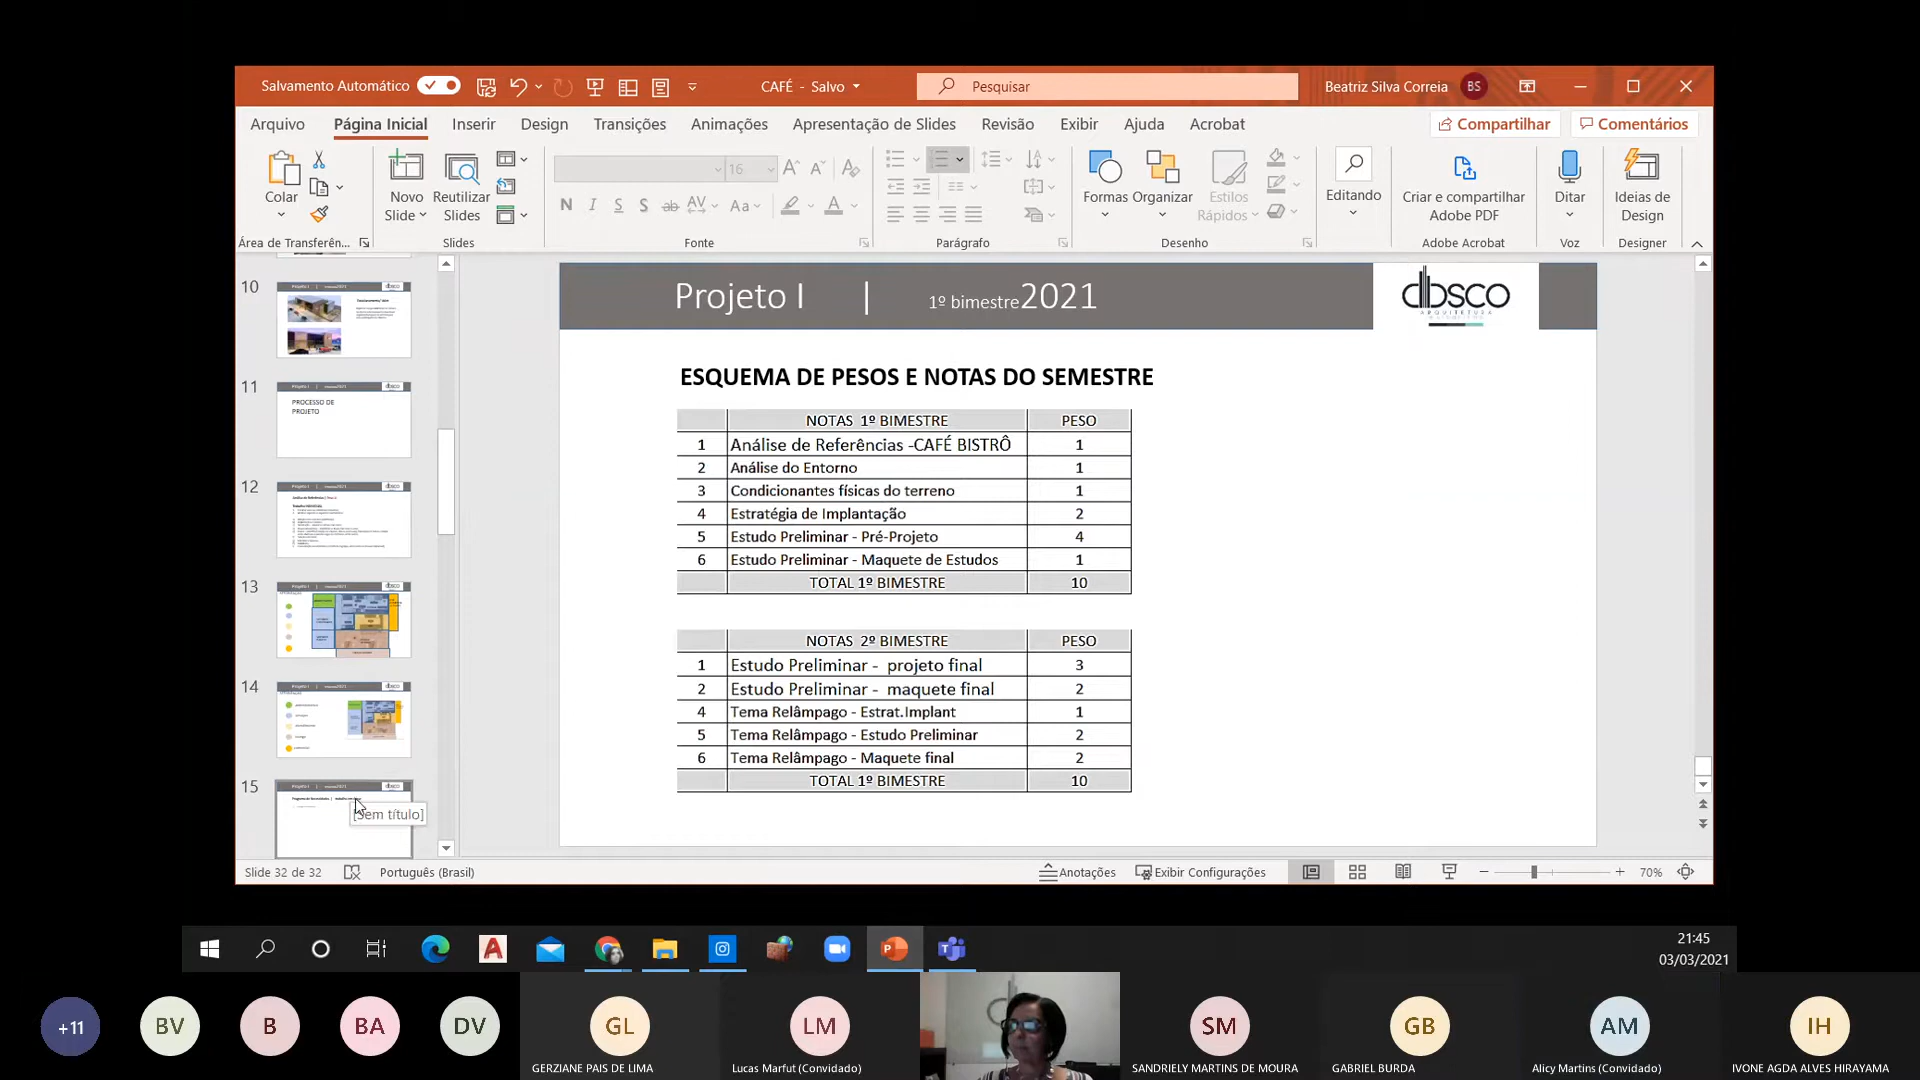 Salvamento Automático
CAFÉ - Salvo
Pesquisar
Beatriz Silva Correia
BS
Arquivo
Página Inicial
Inserir
Design
Transições
Animações
Apresentação de Slides
Revisão
Exibir
Ajuda
Acrobat
Compartilhar
Comentários
Colar
Novo
Slide
Reutilizar
Slides
16
N I S S ab AV Aa
Formas
Organizar
Estilos
Rápidos
Editando
Criar e compartilhar
Adobe PDF
Ditar
Ideias de
Design
Área de Transferên...
Slides
Fonte
Parágrafo
Desenho
Adobe Acrobat
Voz
Designer
10
11
PROCESSO DE
PROJETO
12
13
14
15
[Sem título]
Projeto I | 1º bimestre2021
dbsco
ARQUITETURA
ESQUEMA DE PESOS E NOTAS DO SEMESTRE
NOTAS 1º BIMESTRE PESO
1 Análise de Referências -CAFÉ BISTRÔ 1
2 Análise do Entorno 1
3 Condicionantes físicas do terreno 1
4 Estratégia de Implantação 2
5 Estudo Preliminar - Pré-Projeto 4
6 Estudo Preliminar - Maquete de Estudos 1
TOTAL 1º BIMESTRE 10
NOTAS 2º BIMESTRE PESO
1 Estudo Preliminar - projeto final 3
2 Estudo Preliminar - maquete final 2
4 Tema Relâmpago - Estrat.Implant 1
5 Tema Relâmpago - Estudo Preliminar 2
6 Tema Relâmpago - Maquete final 2
TOTAL 1º BIMESTRE 10
Slide 32 de 32
Português (Brasil)
Anotações
Exibir Configurações
70%
21:45
03/03/2021
+11
BV
B
BA
DV
GL
GERZIANE PAIS DE LIMA
LM
Lucas Marfut (Convidado)
SM
SANDRIELY MARTINS DE MOURA
GB
GABRIEL BURDA
AM
Alicy Martins (Convidado)
IH
IVONE AGDA ALVES HIRAYAMA